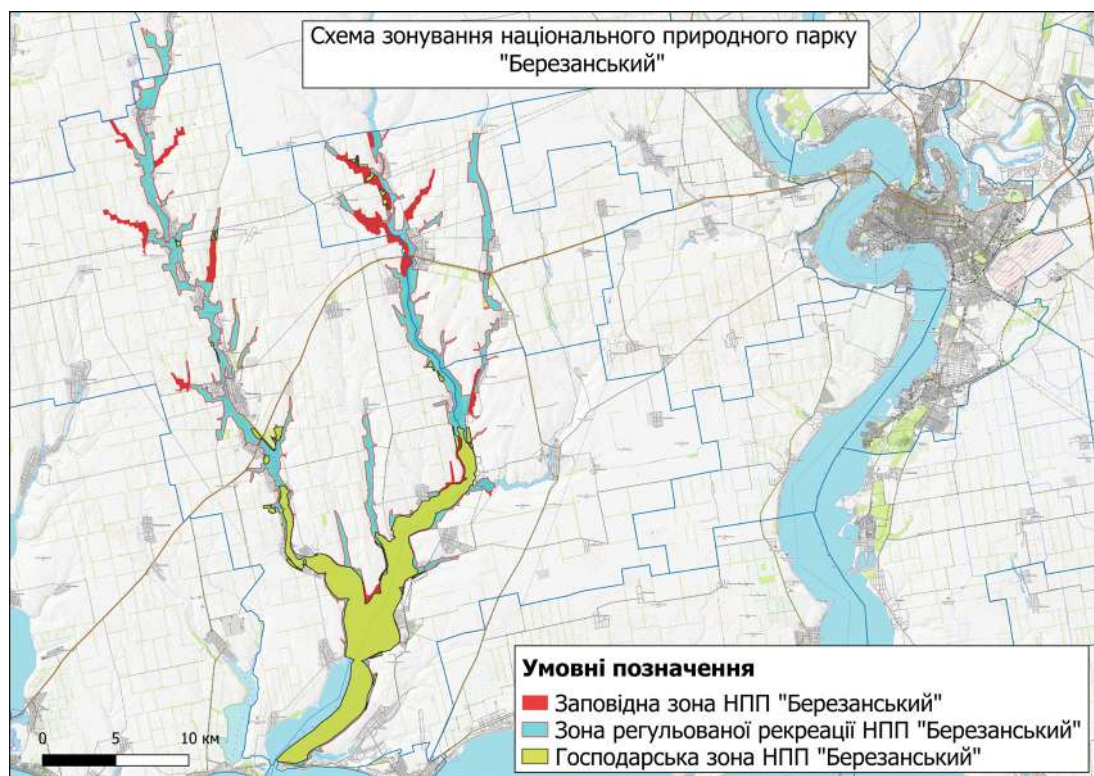 Схема зонування національного природного парку
"Березанський"
Умовні позначення
Заповідна зона НПП "Березанський"
Зона регульованої рекреації НПП "Березанський"
Господарська зона НПП "Березанський"
0 5 10 км